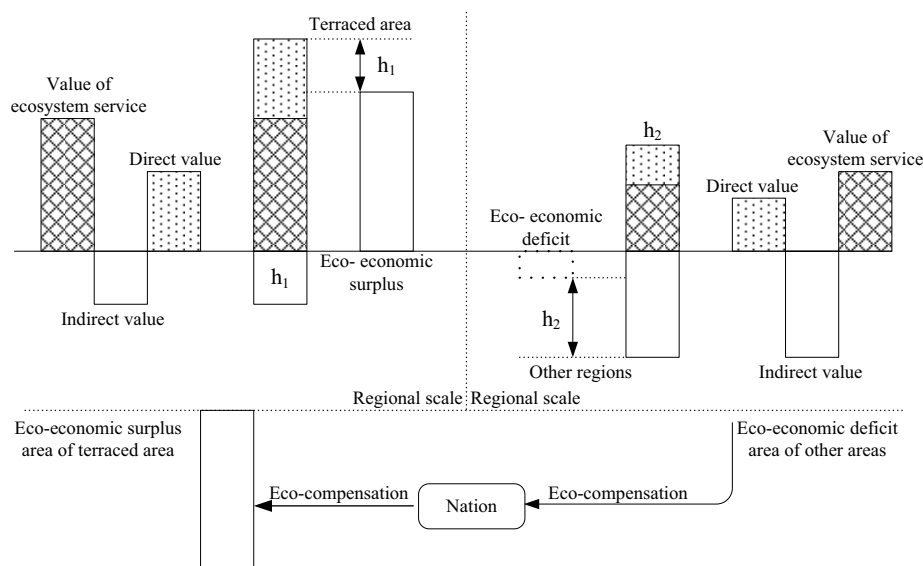 Terraced area
h1
Value of
ecosystem service
Direct value
h1
Eco- economic
surplus
Indirect value
h2
Value of
ecosystem service
Direct value
Eco- economic
deficit
h2
Other regions
Indirect value
Regional scale
Regional scale
Eco-economic surplus
area of terraced area
Eco-economic deficit
area of other areas
Eco-compensation
Nation
Eco-compensation